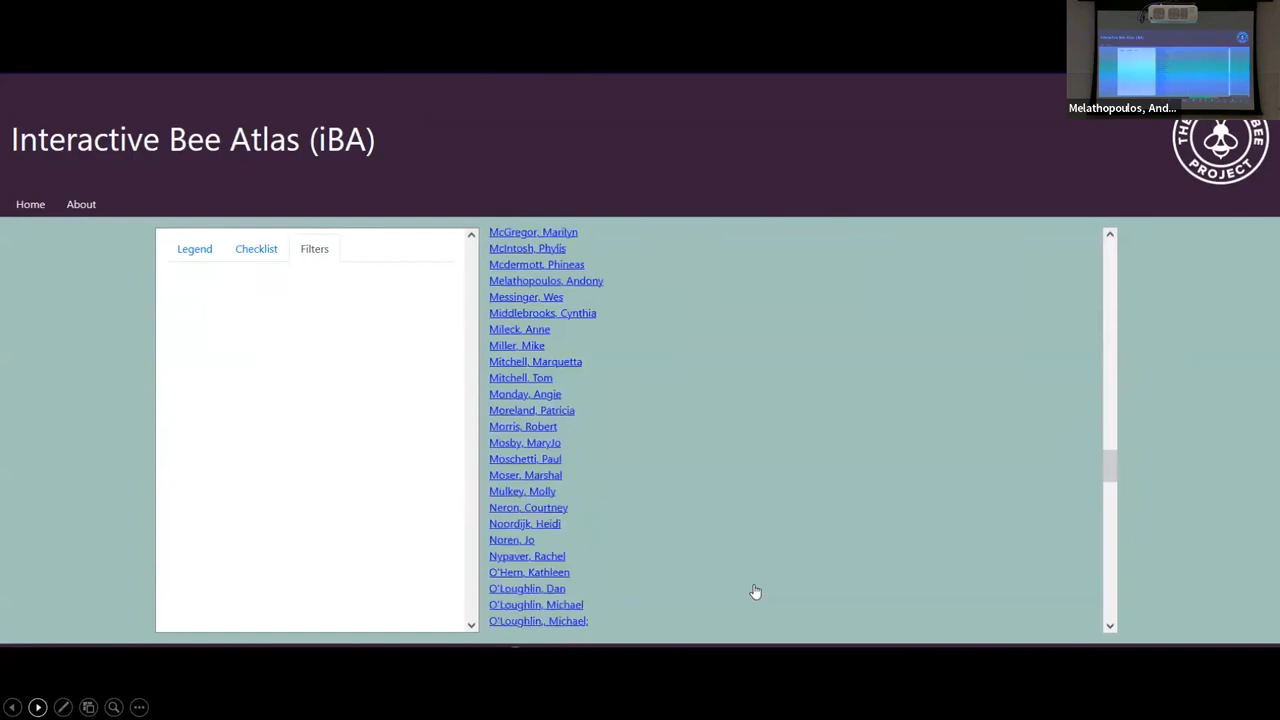 Melathopoulos, And...
Interactive Bee Atlas (iBA)
THE
BEE
PROJECT
Home
About
Legend
Checklist
Filters
McGregor, Marilyn
McIntosh, Phylis
Mcdermott, Phineas
Melathopoulos, Andony
Messinger, Wes
Middlebrooks, Cynthia
Mileck, Anne
Miller, Mike
Mitchell, Marquetta
Mitchell, Tom
Monday, Angie
Moreland, Patricia
Morris, Robert
Mosby, MaryJo
Moschetti, Paul
Moser, Marshal
Mulkey, Molly
Neron, Courtney
Noordijk, Heidi
Noren, Jo
Nypaver, Rachel
O'Hern, Kathleen
O'Loughlin, Dan
O'Loughlin, Michael
O'Loughlin,, Michael;